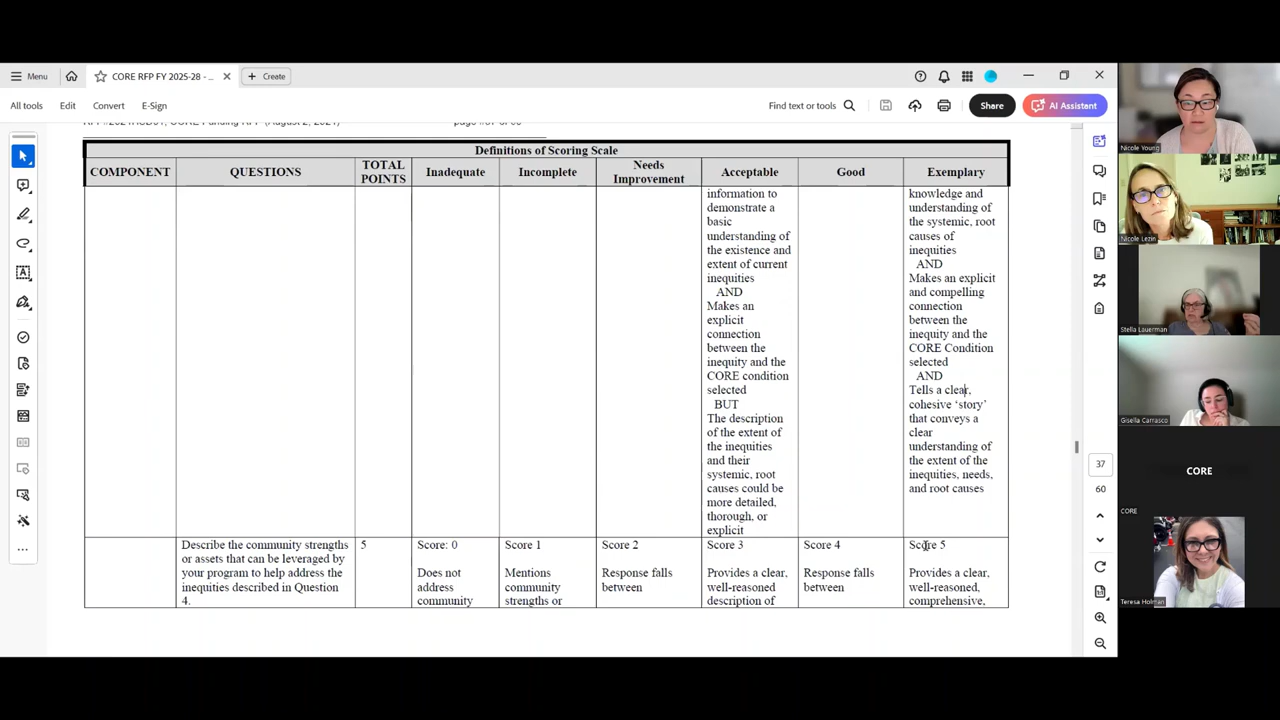 Menu
CORE RFP FY 2025-28 - ...
Create
All tools
Edit
Convert
E-Sign
Find text or tools
Share
AI Assistant
Definitions of Scoring Scale
COMPONENT
QUESTIONS
TOTAL POINTS
Inadequate
Incomplete
Needs Improvement
Acceptable
Good
Exemplary
information to
demonstrate a
basic
understanding of
the existence and
extent of current
inequities
AND
Makes an
explicit
connection
between the
inequity and the
CORE condition
selected
BUT
The description
of the extent of
the inequities
and their
systemic, root
causes could be
more detailed,
thorough, or
explicit
knowledge and
understanding of
the systemic, root
causes of
inequities
AND
Makes an explicit
and compelling
connection
between the
inequity and the
CORE Condition
selected
AND
Tells a clear,
cohesive ‘story’
that conveys a
clear
understanding of
the extent of the
inequities, needs,
and root causes
Describe the community strengths
or assets that can be leveraged by
your program to help address the
inequities described in Question
4.
5
Score: 0
Does not
address
community
Score 1
Mentions
community
strengths or
Score 2
Response falls
between
Score 3
Provides a clear,
well-reasoned
description of
Score 4
Response falls
between
Score 5
Provides a clear,
well-reasoned,
comprehensive,
37
60
Nicole Young
Nicole Lezin
Stella Lauerman
Gisella Carrasco
CORE
CORE
Teresa Holman